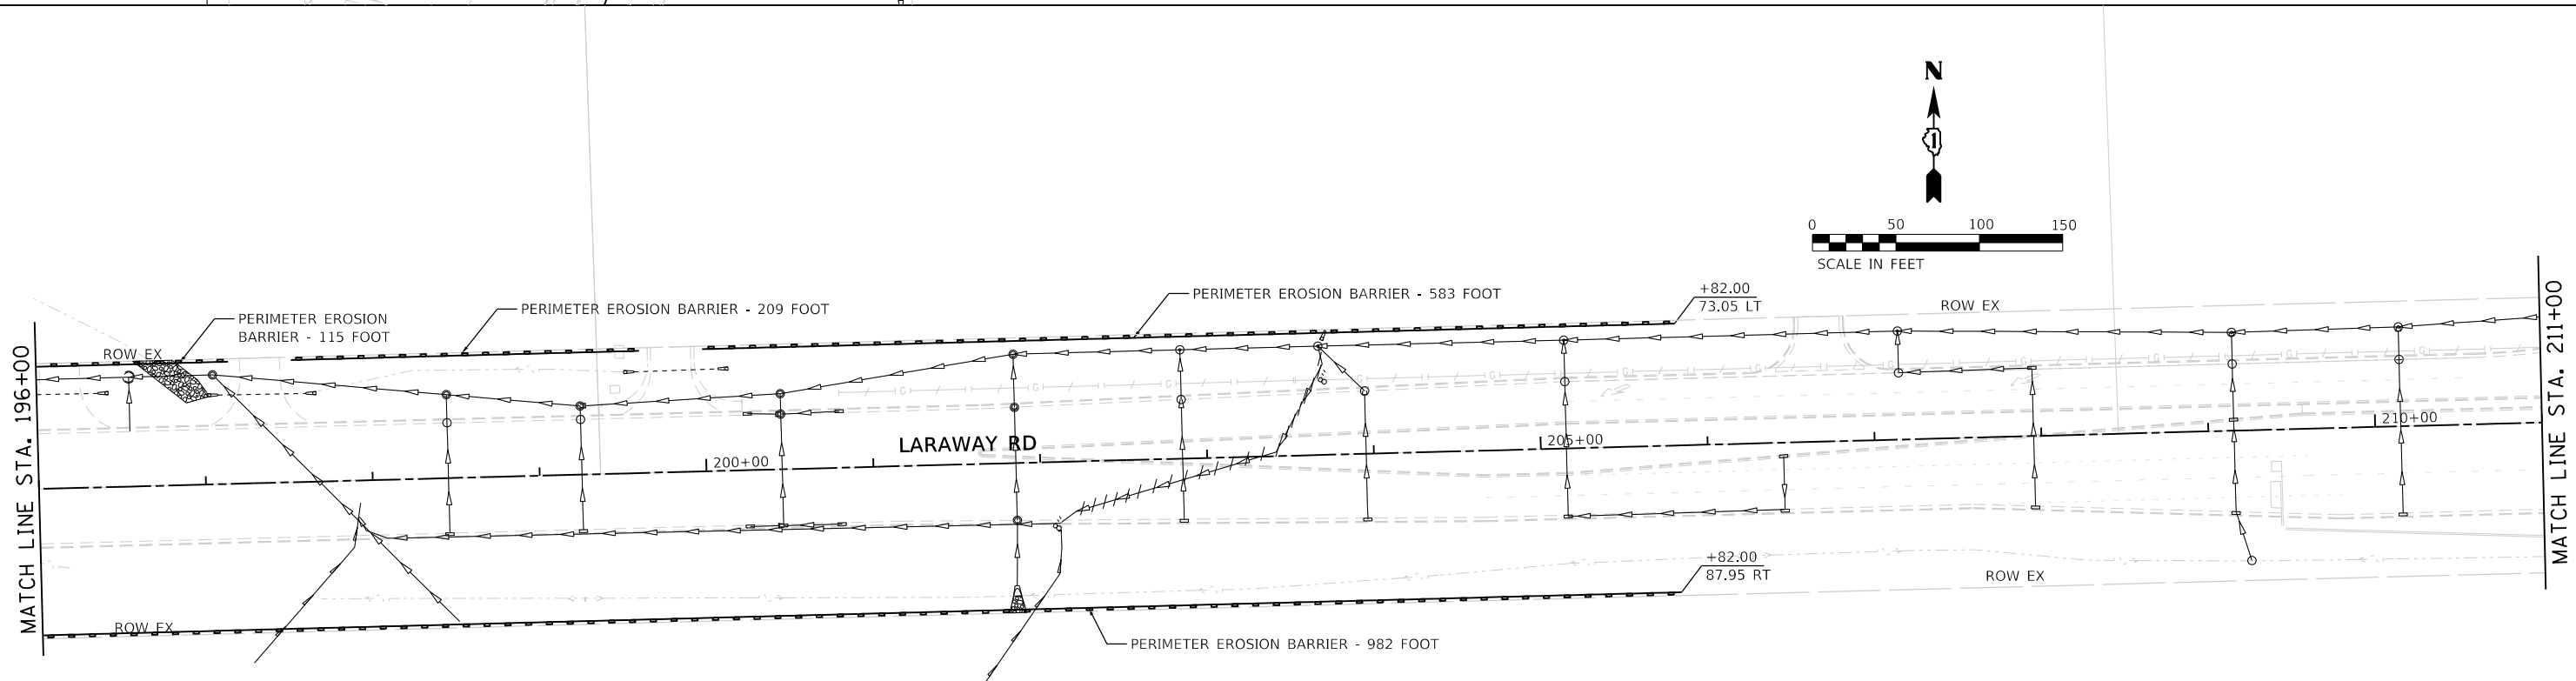 N
1
0 50 100 150
SCALE IN FEET
MATCH LINE STA. 196+00
ROW EX
PERIMETER EROSION
BARRIER - 115 FOOT
PERIMETER EROSION BARRIER - 209 FOOT
PERIMETER EROSION BARRIER - 583 FOOT
+82.00
73.05 LT
ROW EX
MATCH LINE STA. 211+00
LARAWAY RD
200+00
205+00
210+00
G G G G G G G G G G
+82.00
87.95 RT
ROW EX
ROW EX
PERIMETER EROSION BARRIER - 982 FOOT